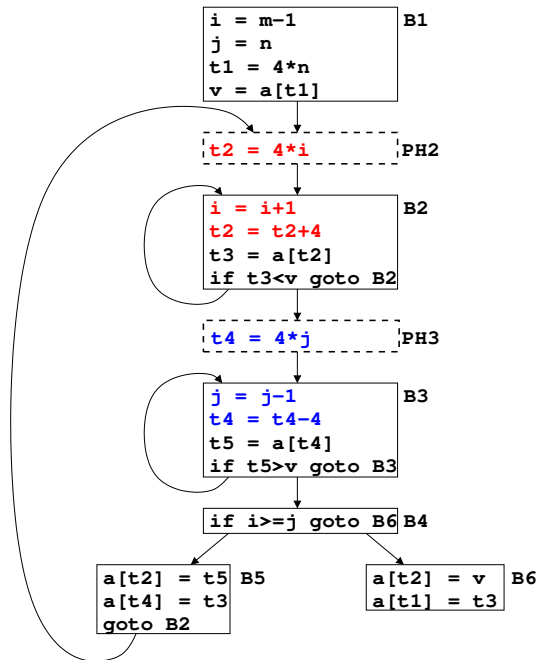 i = m-1 B1
j = n
t1 = 4*n
v = a[t1]
t2 = 4*i PH2
i = i+1 B2
t2 = t2+4
t3 = a[t2]
if t3<v goto B2
t4 = 4*j PH3
j = j-1 B3
t4 = t4-4
t5 = a[t4]
if t5>v goto B3
if i>=j goto B6 B4
a[t2] = t5 B5
a[t4] = t3
goto B2
a[t2] = v B6
a[t1] = t3